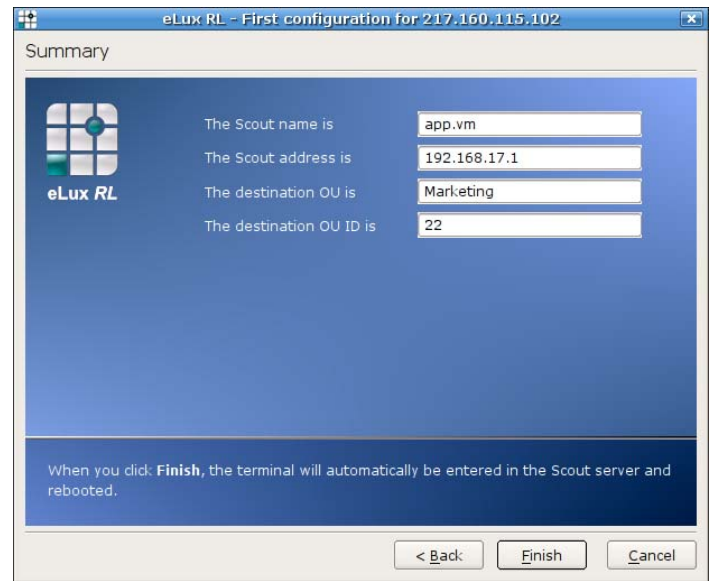 eLux RL - First configuration for 217.160.115.102
Summary
The Scout name is app.vm
The Scout address is 192.168.17.1
The destination OU is Marketing
The destination OU ID is 22
eLux RL
When you click Finish, the terminal will automatically be entered in the Scout server and
rebooted.
< Back Finish Cancel